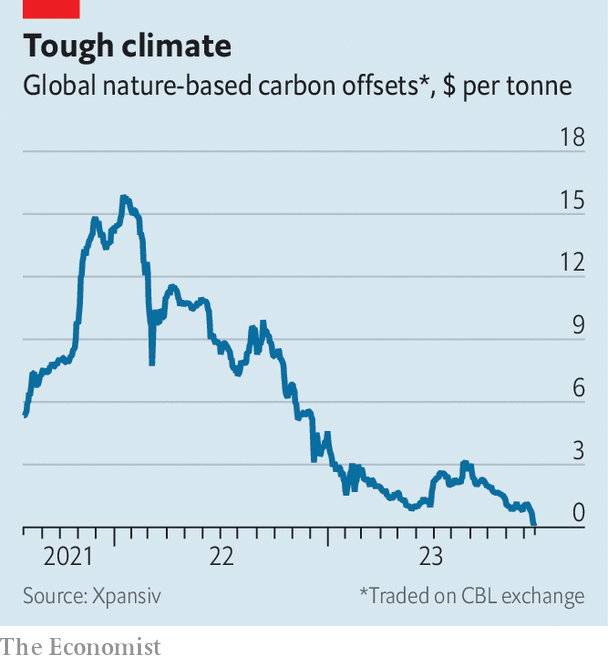 Tough climate
Global nature-based carbon offsets*, $ per tonne
18
15
12
9
6
3
0
2021 22 23
Source: Xpansiv *Traded on CBL exchange
The Economist